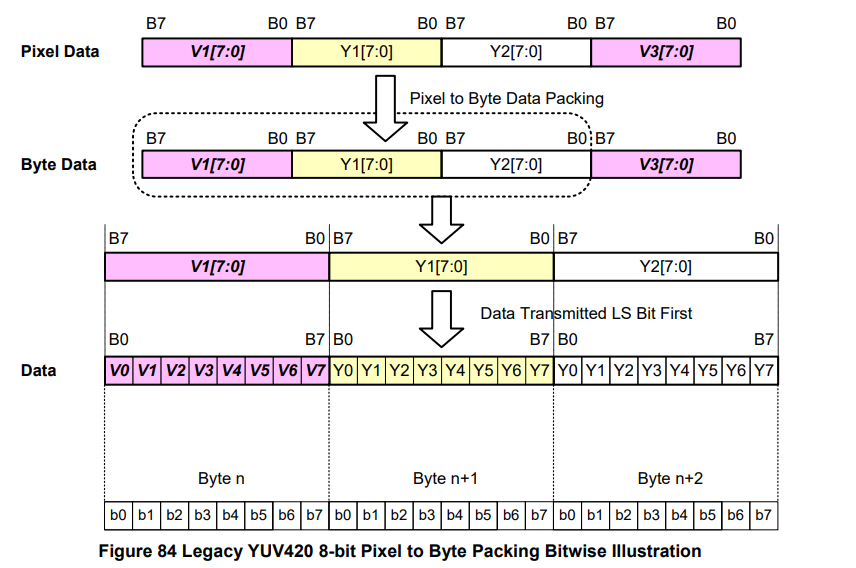 B7 B0 B7 B0 B7 B0 B7 B0
Pixel Data V1[7:0] Y1[7:0] Y2[7:0] V3[7:0]
Pixel to Byte Data Packing
B7 B0 B7 B0 B7 B0 B7 B0
Byte Data V1[7:0] Y1[7:0] Y2[7:0] V3[7:0]
B7 B0 B7 B0 B7 B0
V1[7:0] Y1[7:0] Y2[7:0]
Data Transmitted LS Bit First
B0 B7 B0 B7 B0 B7
Data V0 V1 V2 V3 V4 V5 V6 V7 Y0 Y1 Y2 Y3 Y4 Y5 Y6 Y7 Y0 Y1 Y2 Y3 Y4 Y5 Y6 Y7
Byte n Byte n+1 Byte n+2
b0 b1 b2 b3 b4 b5 b6 b7 b0 b1 b2 b3 b4 b5 b6 b7 b0 b1 b2 b3 b4 b5 b6 b7
Figure 84 Legacy YUV420 8-bit Pixel to Byte Packing Bitwise Illustration